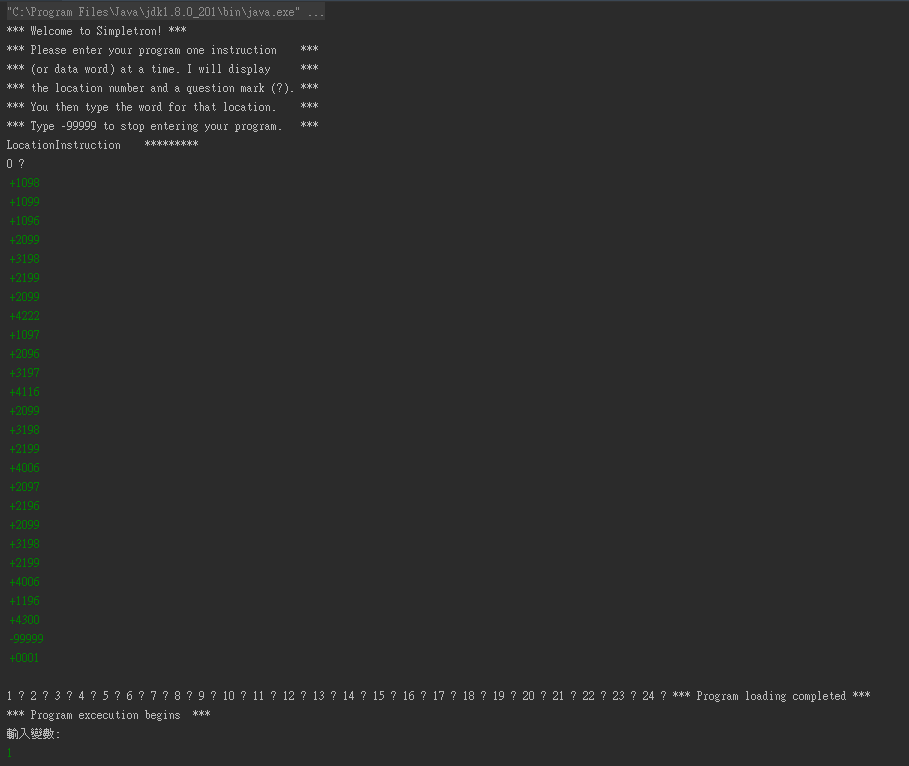 "C:\Program Files\Java\jdk1.8.0_201\bin\java.exe" ...
*** Welcome to Simpletron! ***
*** Please enter your program one instruction    ***
*** (or data word) at a time. I will display     ***
*** the location number and a question mark (?). ***
*** You then type the word for that location.    ***
*** Type -99999 to stop entering your program.   ***
LocationInstruction    *********
0 ?
+1098
+1099
+1096
+2099
+3198
+2199
+2099
+4222
+1097
+2096
+3197
+4116
+2099
+3198
+2199
+4006
+2097
+2196
+2099
+3198
+2199
+4006
+1196
+4300
-99999
+0001
1 ? 2 ? 3 ? 4 ? 5 ? 6 ? 7 ? 8 ? 9 ? 10 ? 11 ? 12 ? 13 ? 14 ? 15 ? 16 ? 17 ? 18 ? 19 ? 20 ? 21 ? 22 ? 23 ? 24 ? *** Program loading completed ***
*** Program excecution begins  ***
輸入變數:
1